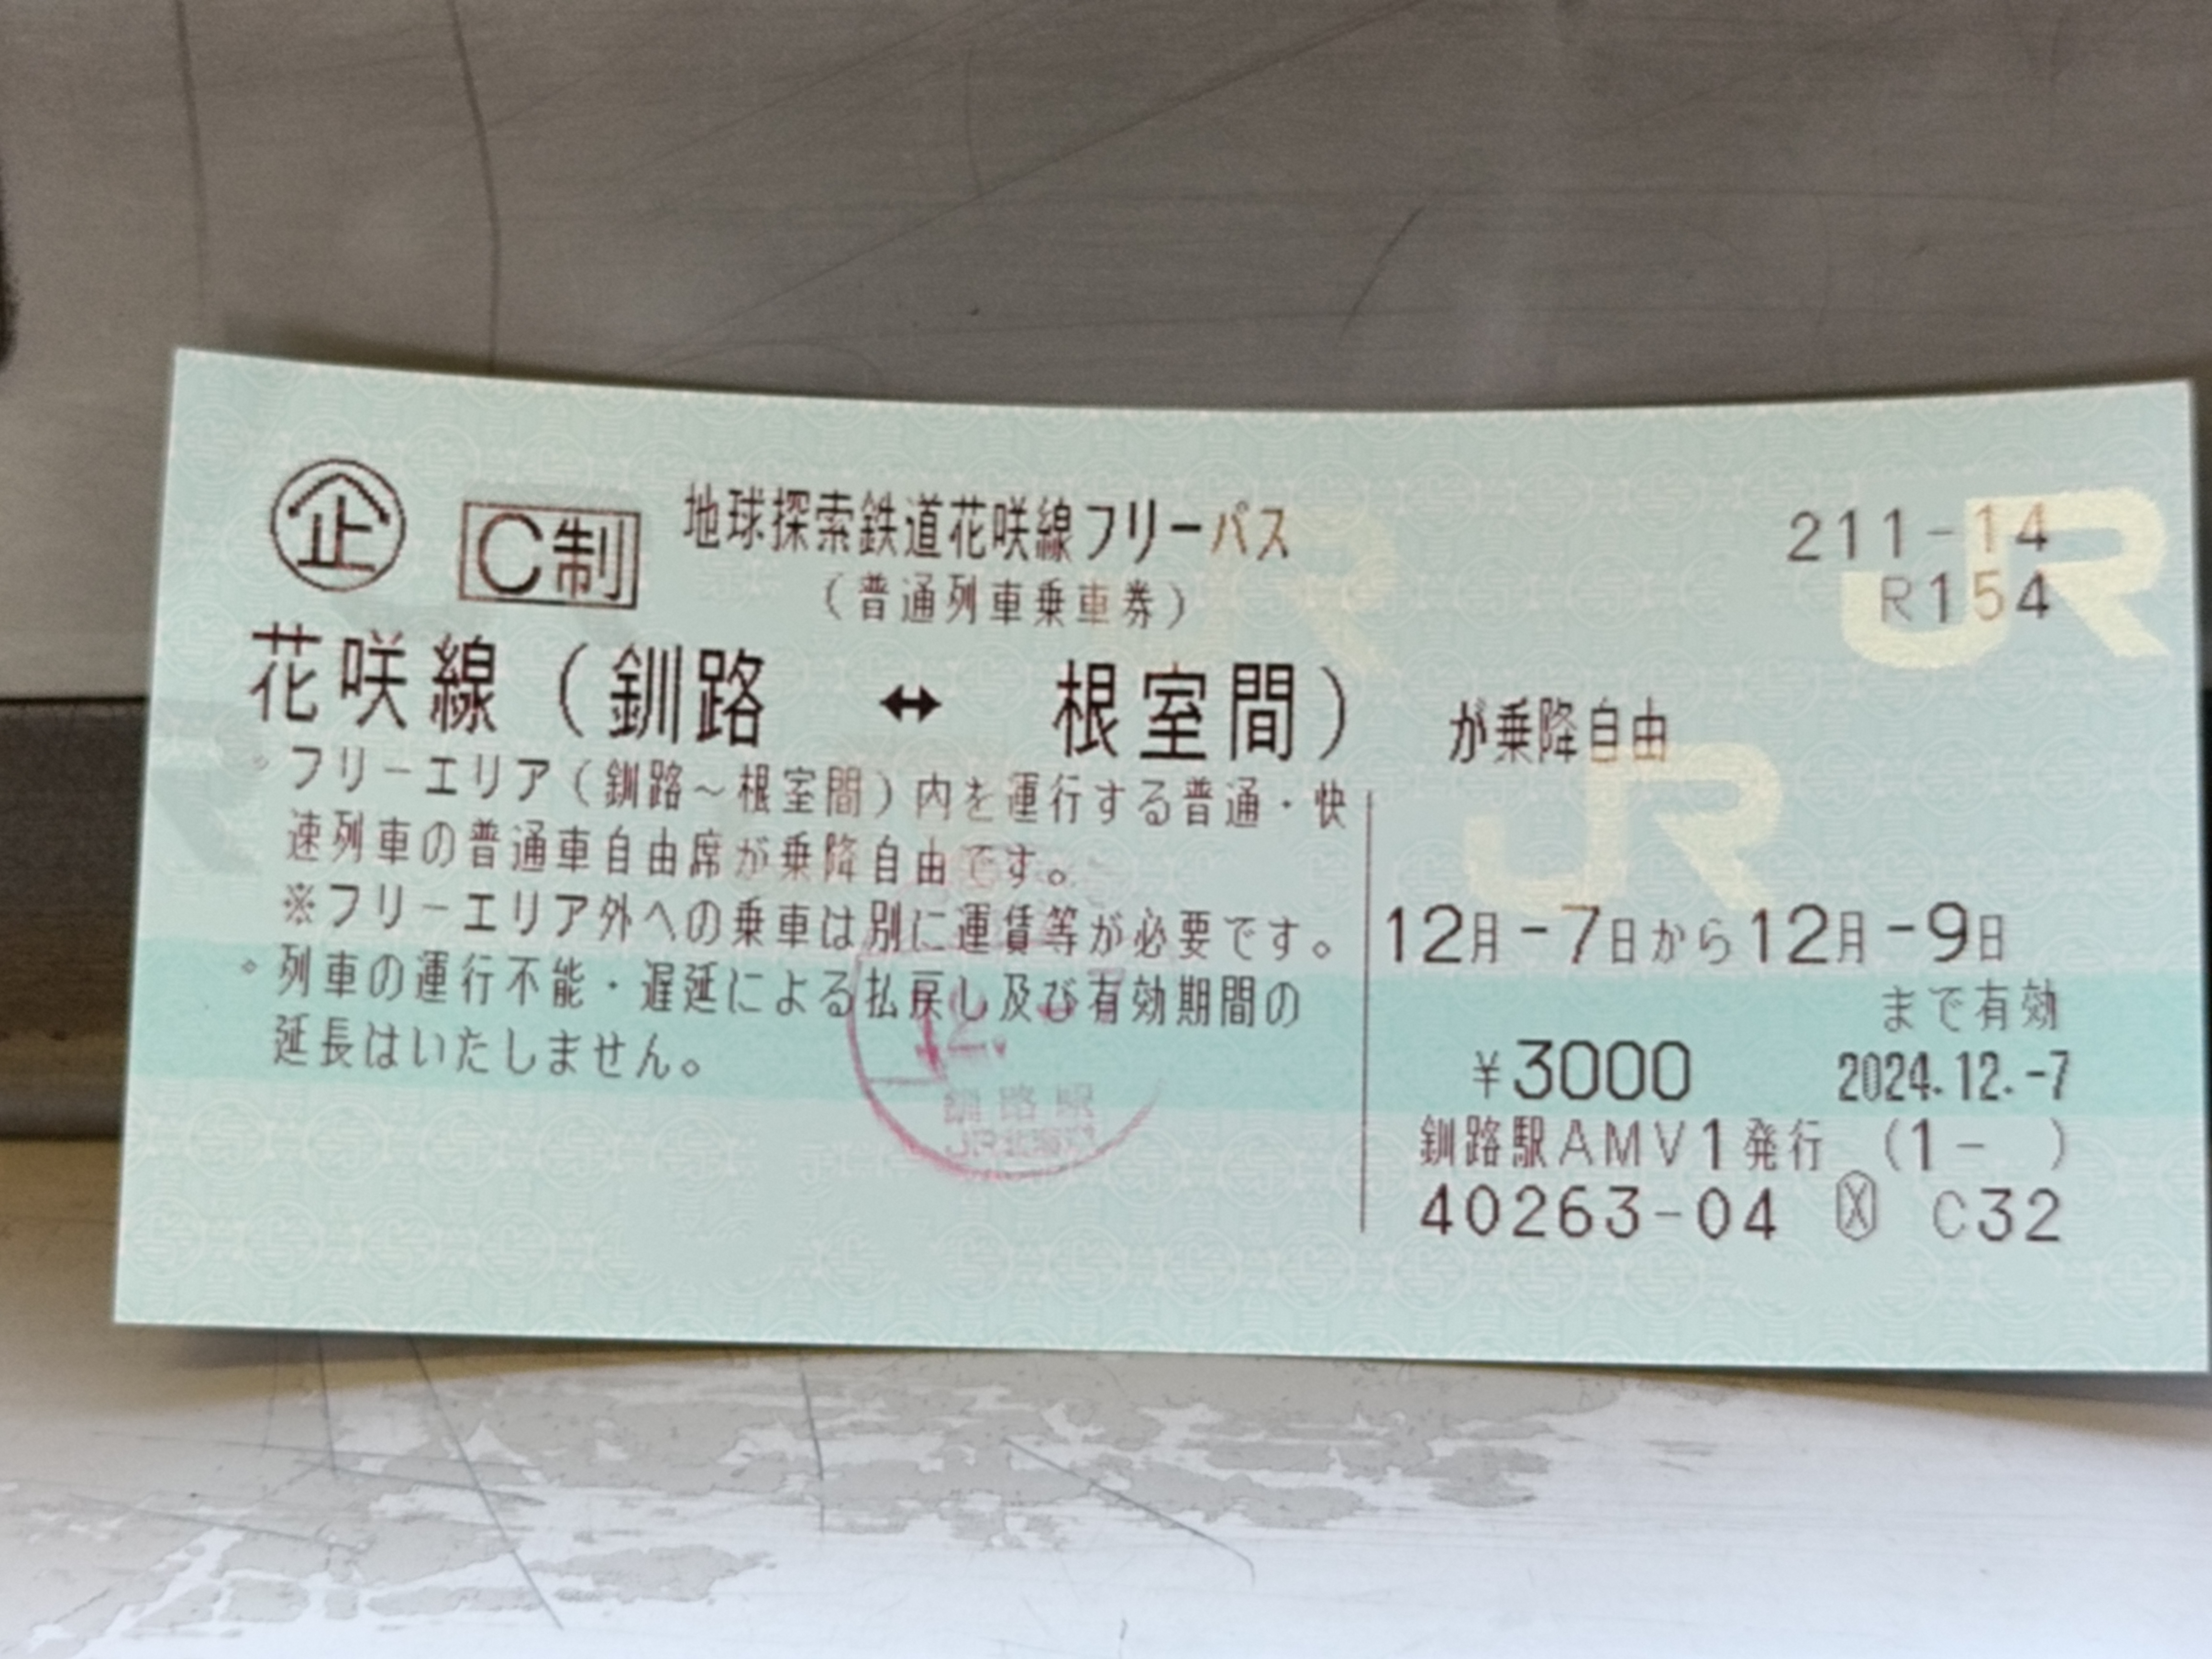 企 C制 地球探索鉄道花咲線フリーパス 211-14
(普通列車乗車券) R154
花咲線(釧路 ↔ 根室間) が乗降自由
・フリーエリア(釧路~根室間)内を運行する普通・快
速列車の普通車自由席が乗降自由です。
※フリーエリア外への乗車は別に運賃等が必要です。
・列車の運行不能・遅延による払戻し及び有効期間の
延長はいたしません。
12月-7日から12月-9日
まで有効
¥3000 2024.12.-7
釧路駅AMV1発行 (1- )
40263-04 X C32
12.
釧路駅
JR北海道
JR
JR
JR